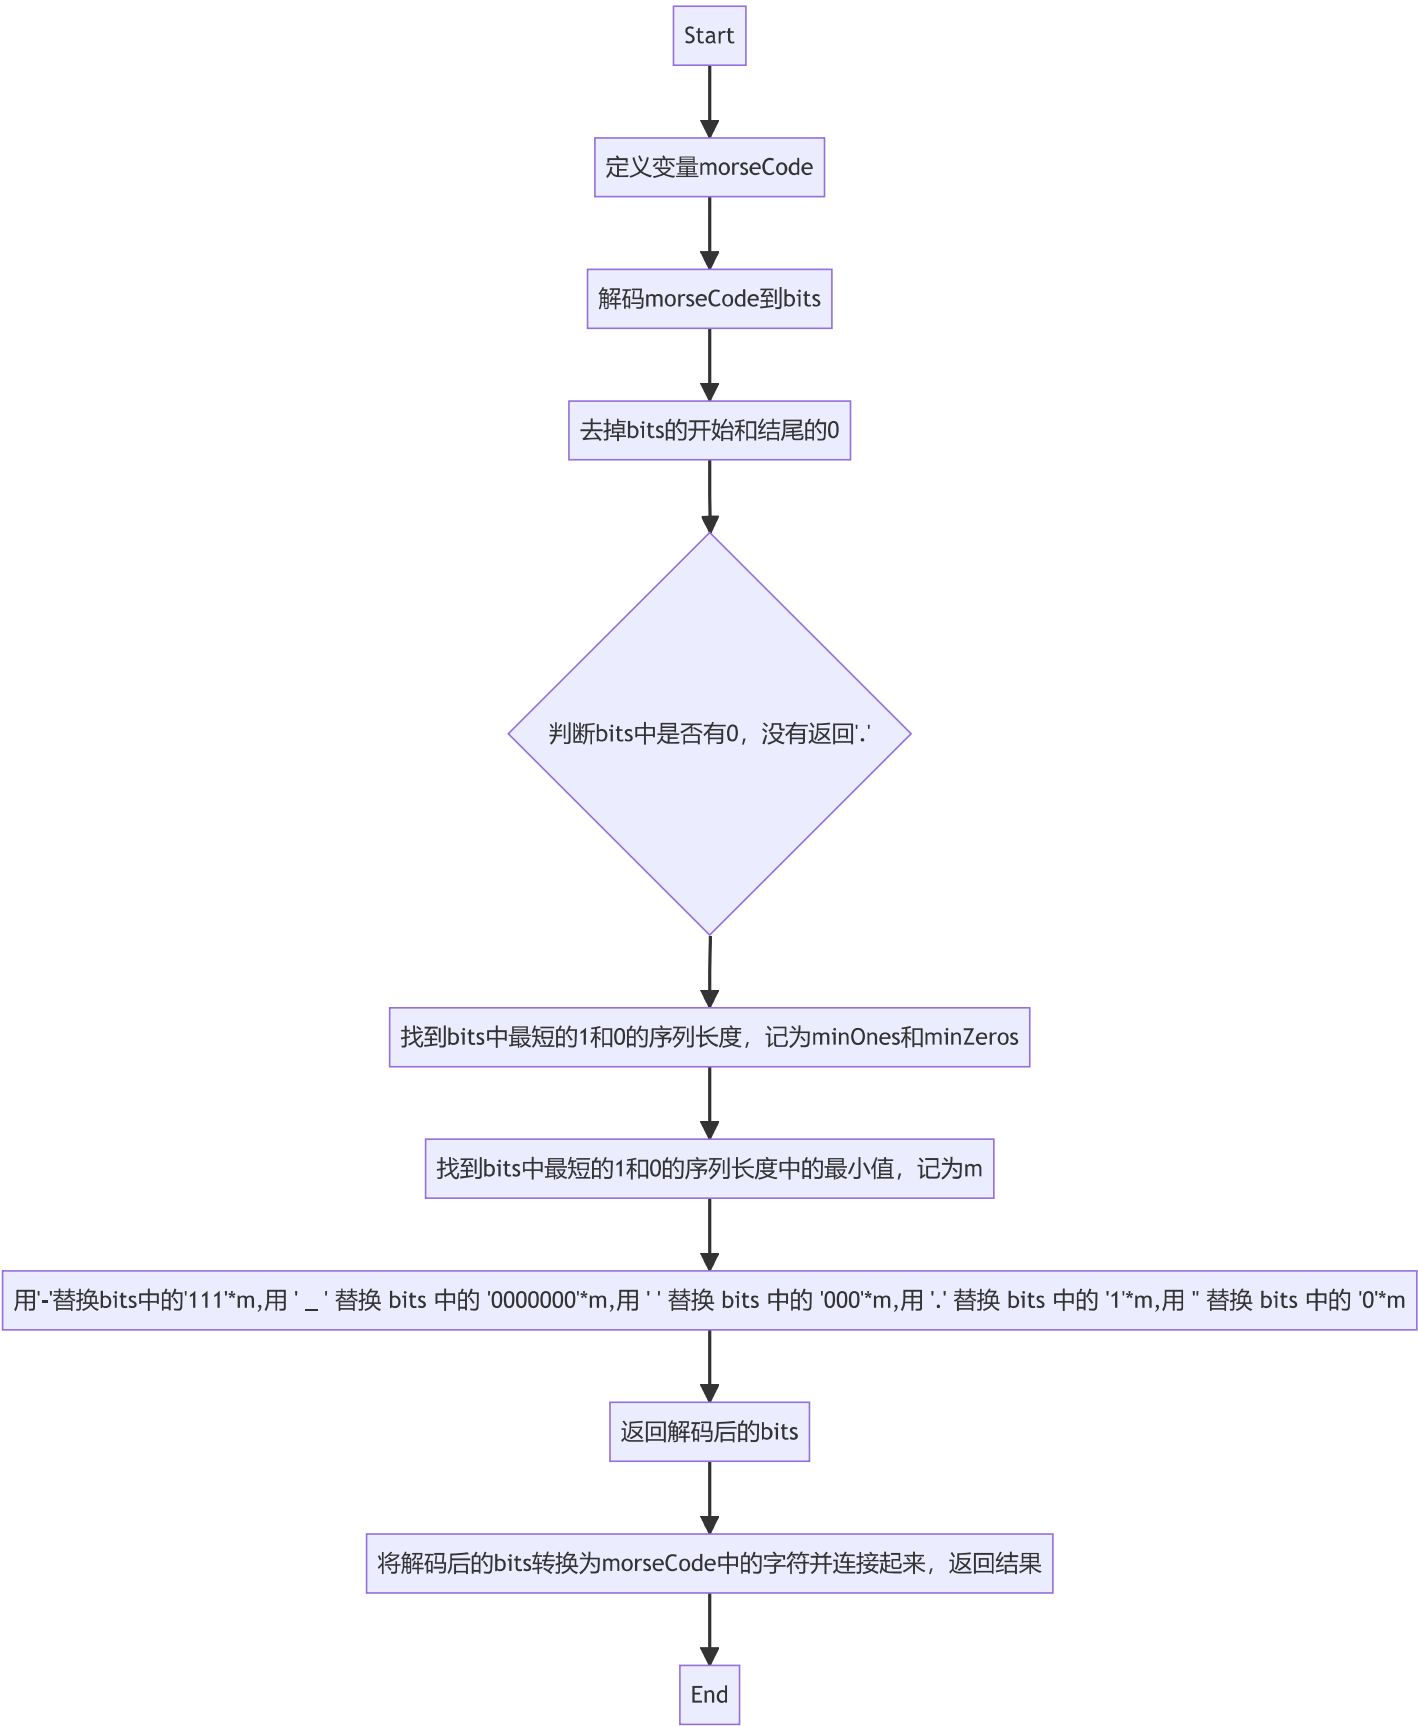 Start
定义变量morseCode
解码morseCode到bits
去掉bits的开始和结尾的0
判断bits中是否有0，没有返回'.'
找到bits中最短的1和0的序列长度，记为minOnes和minZeros
找到bits中最短的1和0的序列长度中的最小值，记为m
用'-'替换bits中的'111'*m,用 ' _ ' 替换 bits 中的 '0000000'*m,用 ' ' 替换 bits 中的 '000'*m,用 '.' 替换 bits 中的 '1'*m,用 '' 替换 bits 中的 '0'*m
返回解码后的bits
将解码后的bits转换为morseCode中的字符并连接起来，返回结果
End